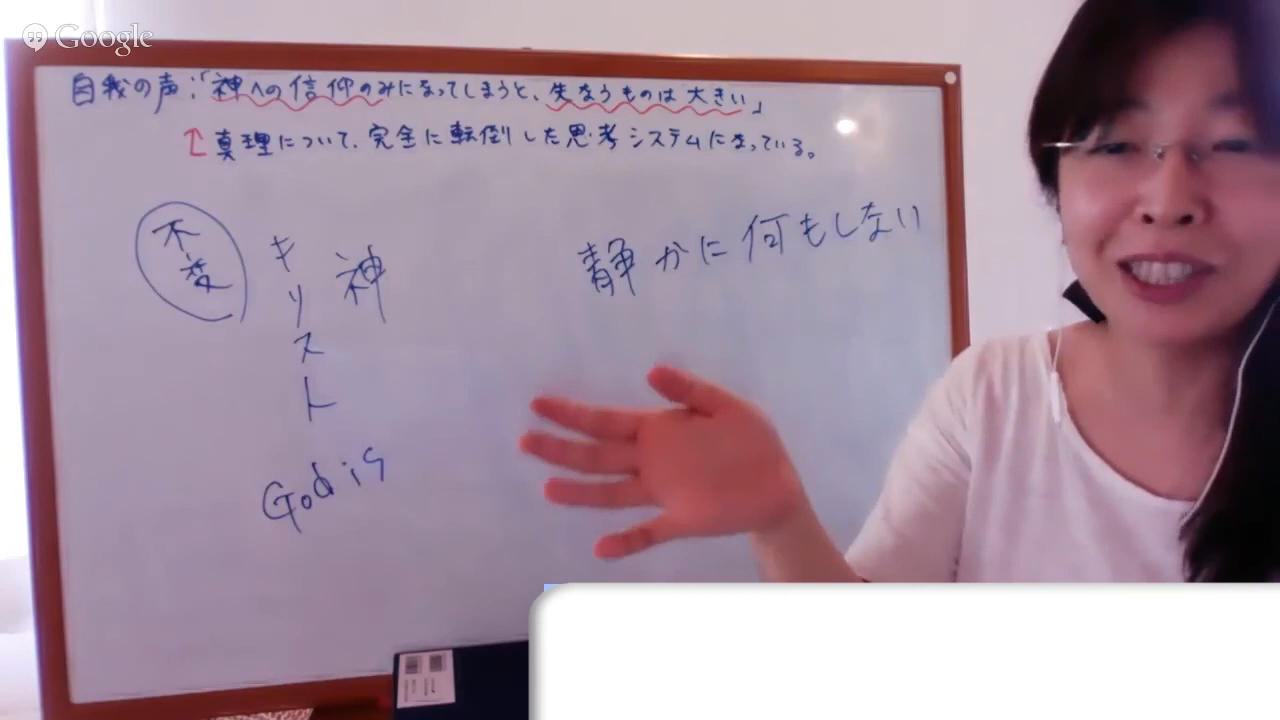 Google
自我の声:「神への信仰のみになってしまうと、失なうものは大きい」
↑真理について、完全に転倒した思考システムになっている。
不変
キリスト
神
静かに何もしない
God is